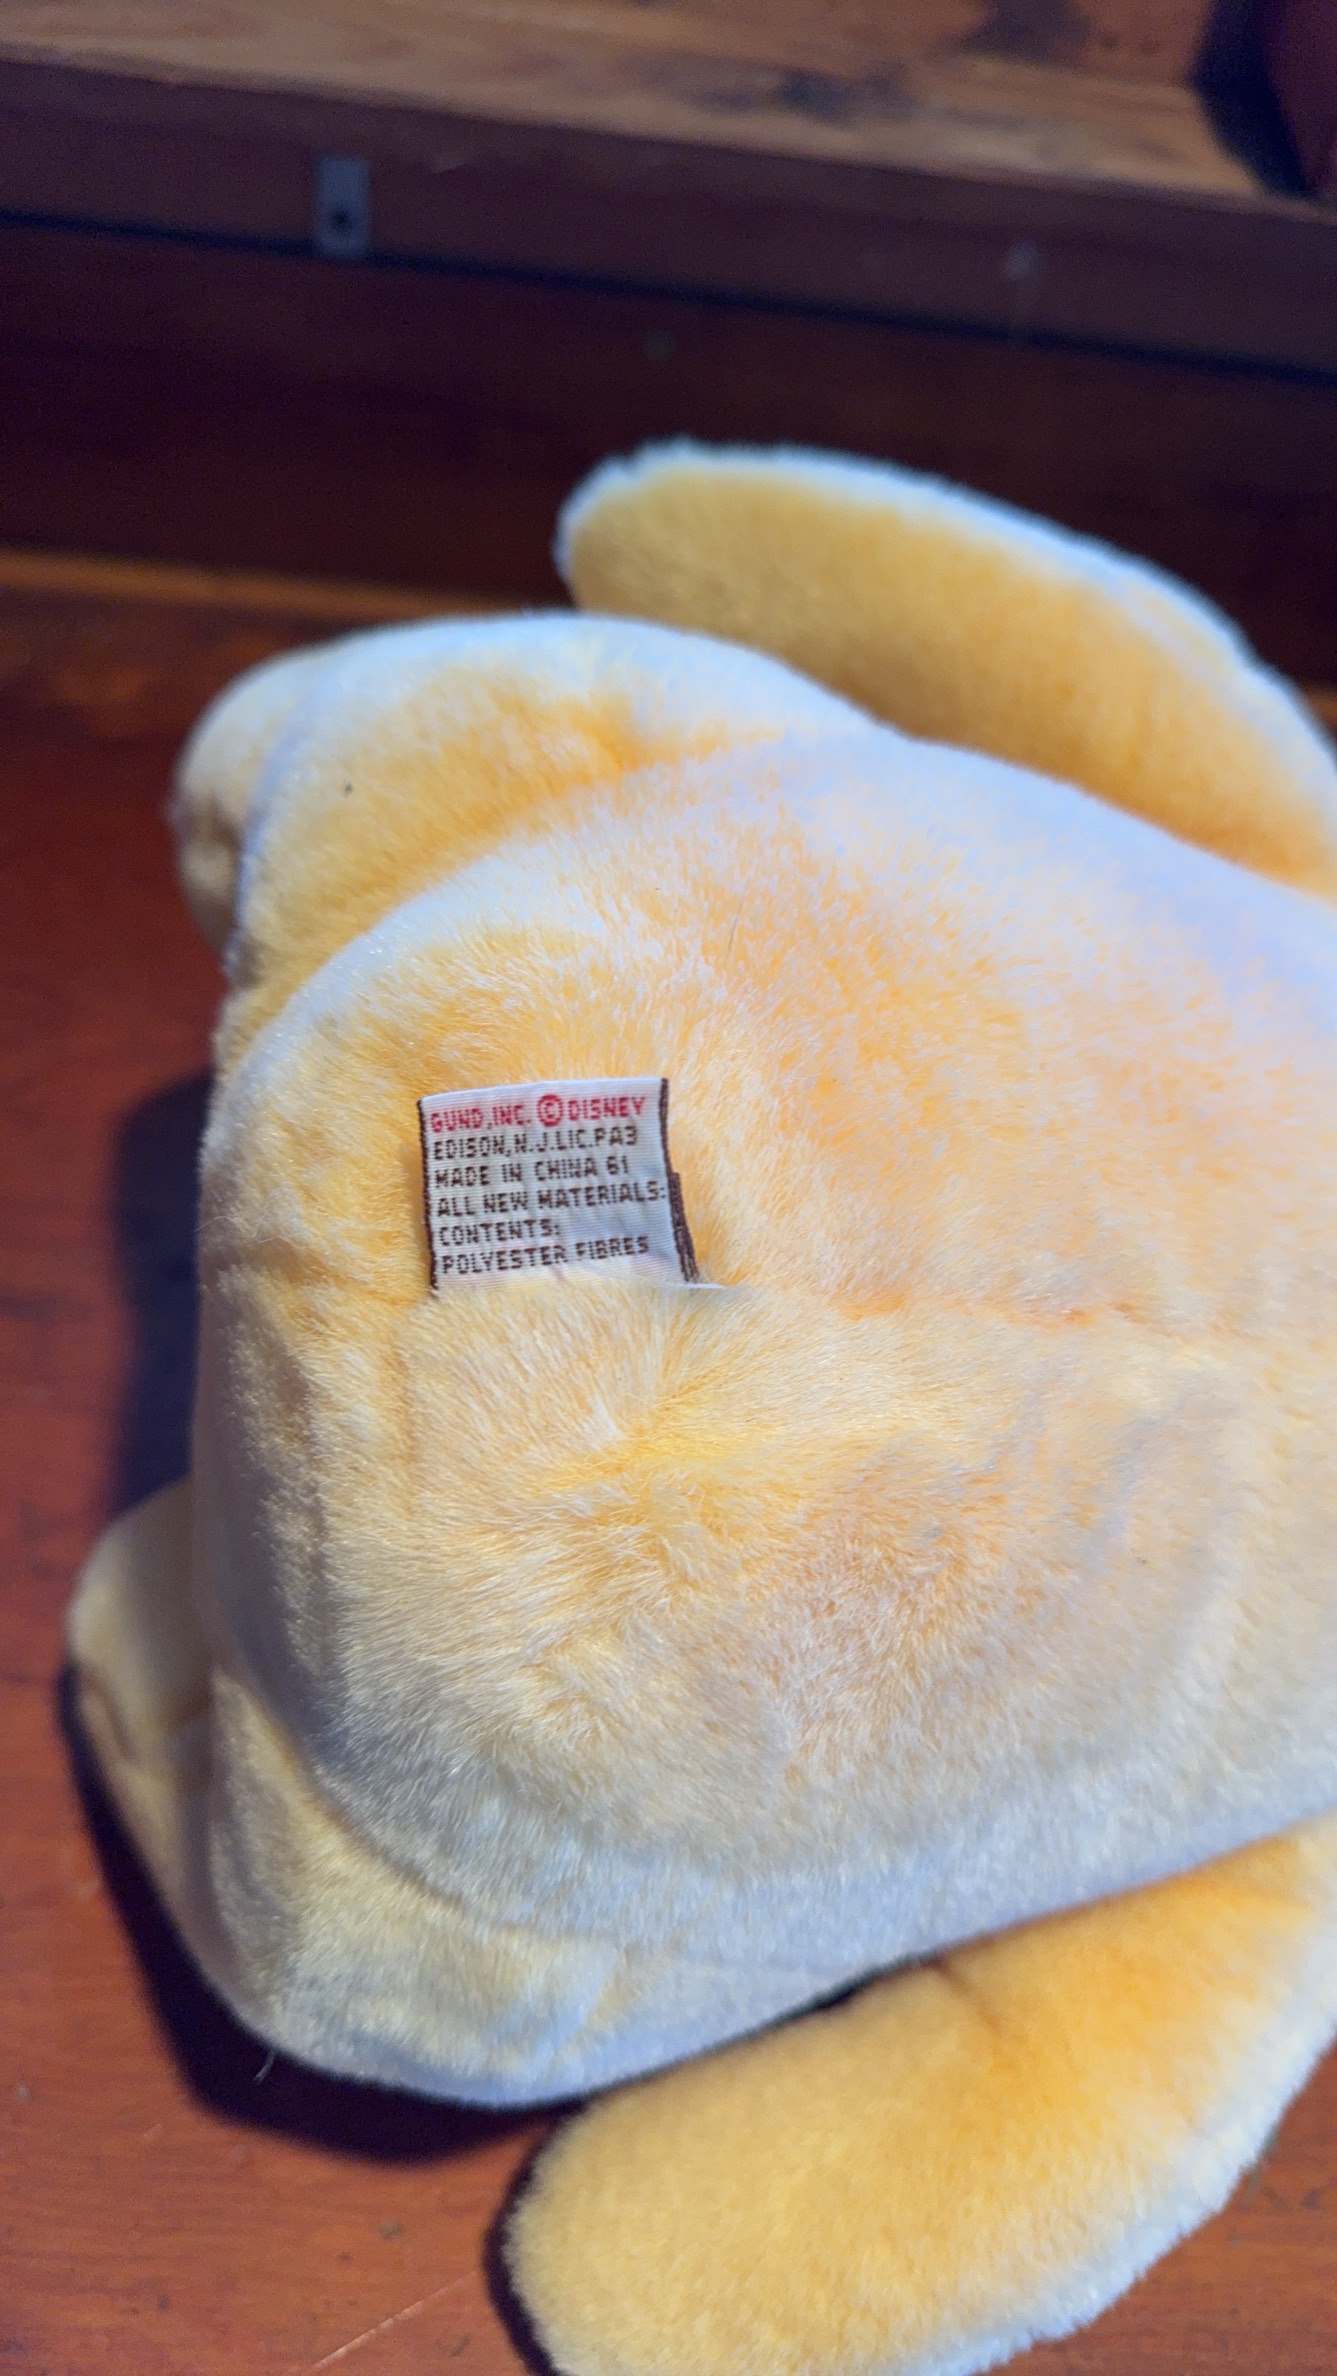 GUND, INC. © DISNEY
EDISON, N.J. LIC. PA3
MADE IN CHINA 61
ALL NEW MATERIALS:
CONTENTS:
POLYESTER FIBRES